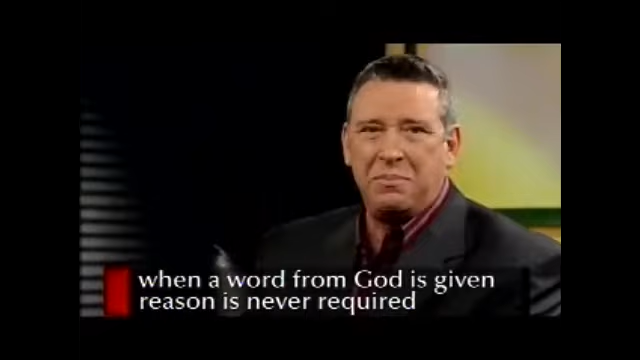 when a word from God is given
reason is never required